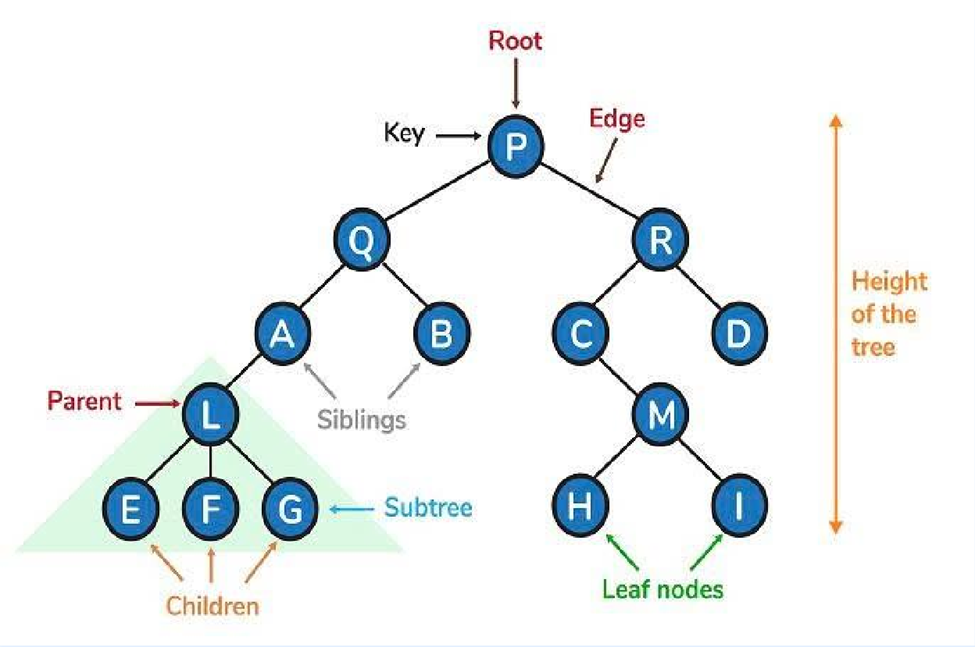 Root
Key
P
Edge
Q
R
Height
of the
tree
A
B
C
D
Parent
L
Siblings
M
E
F
G
Subtree
H
I
Children
Leaf nodes